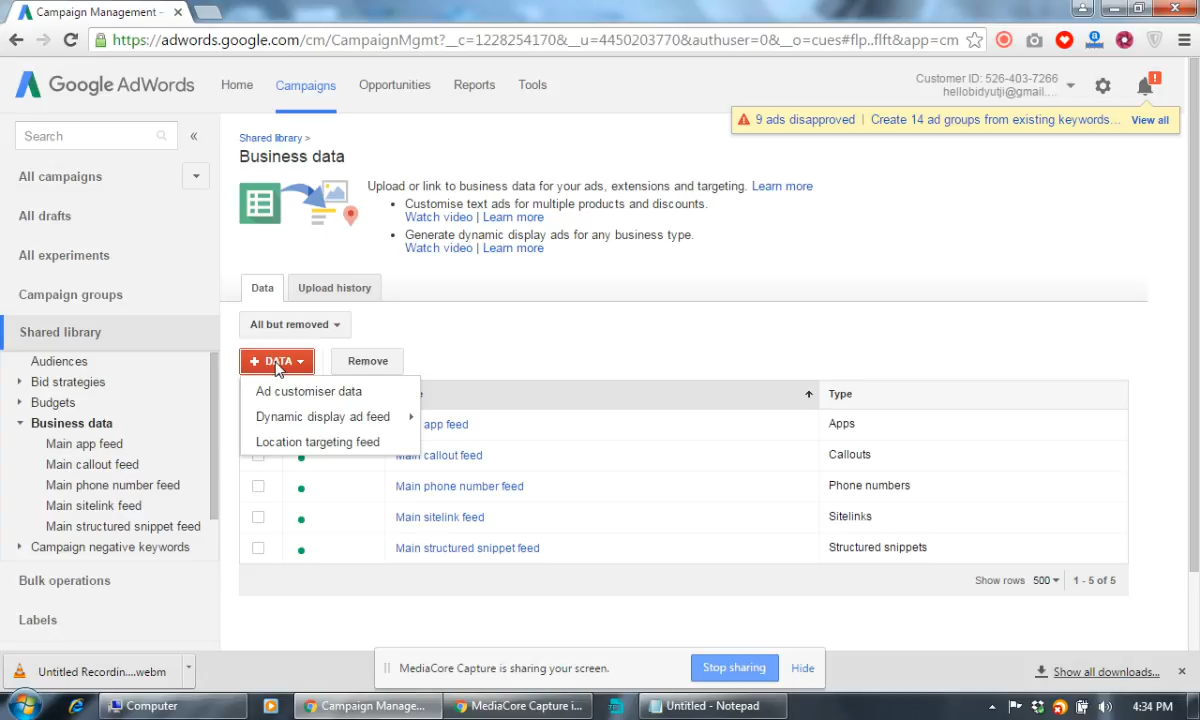 Campaign Management –
https://adwords.google.com/cm/CampaignMgmt?__c=1228254170&__u=4450203770&authuser=0&__o=cues#flp..flft&app=cm
Google AdWords
Home
Campaigns
Opportunities
Reports
Tools
Customer ID: 526-403-7266
hellobidyutji@gmail....
9 ads disapproved | Create 14 ad groups from existing keywords... View all
Search
«
All campaigns
All drafts
All experiments
Campaign groups
Shared library
Audiences
Bid strategies
Budgets
Business data
Main app feed
Main callout feed
Main phone number feed
Main sitelink feed
Main structured snippet feed
Campaign negative keywords
Bulk operations
Labels
Shared library >
Business data
Upload or link to business data for your ads, extensions and targeting. Learn more
• Customise text ads for multiple products and discounts.
Watch video | Learn more
• Generate dynamic display ads for any business type.
Watch video | Learn more
Data
Upload history
All but removed
+ DATA
Remove
Ad customiser data
Dynamic display ad feed
Location targeting feed
Type
app feed
Apps
Main callout feed
Callouts
Main phone number feed
Phone numbers
Main sitelink feed
Sitelinks
Main structured snippet feed
Structured snippets
Show rows 500 1 - 5 of 5
Untitled Recordin....webm
MediaCore Capture is sharing your screen.
Stop sharing
Hide
Show all downloads...
Computer
Campaign Manage...
MediaCore Capture i...
Untitled - Notepad
4:34 PM